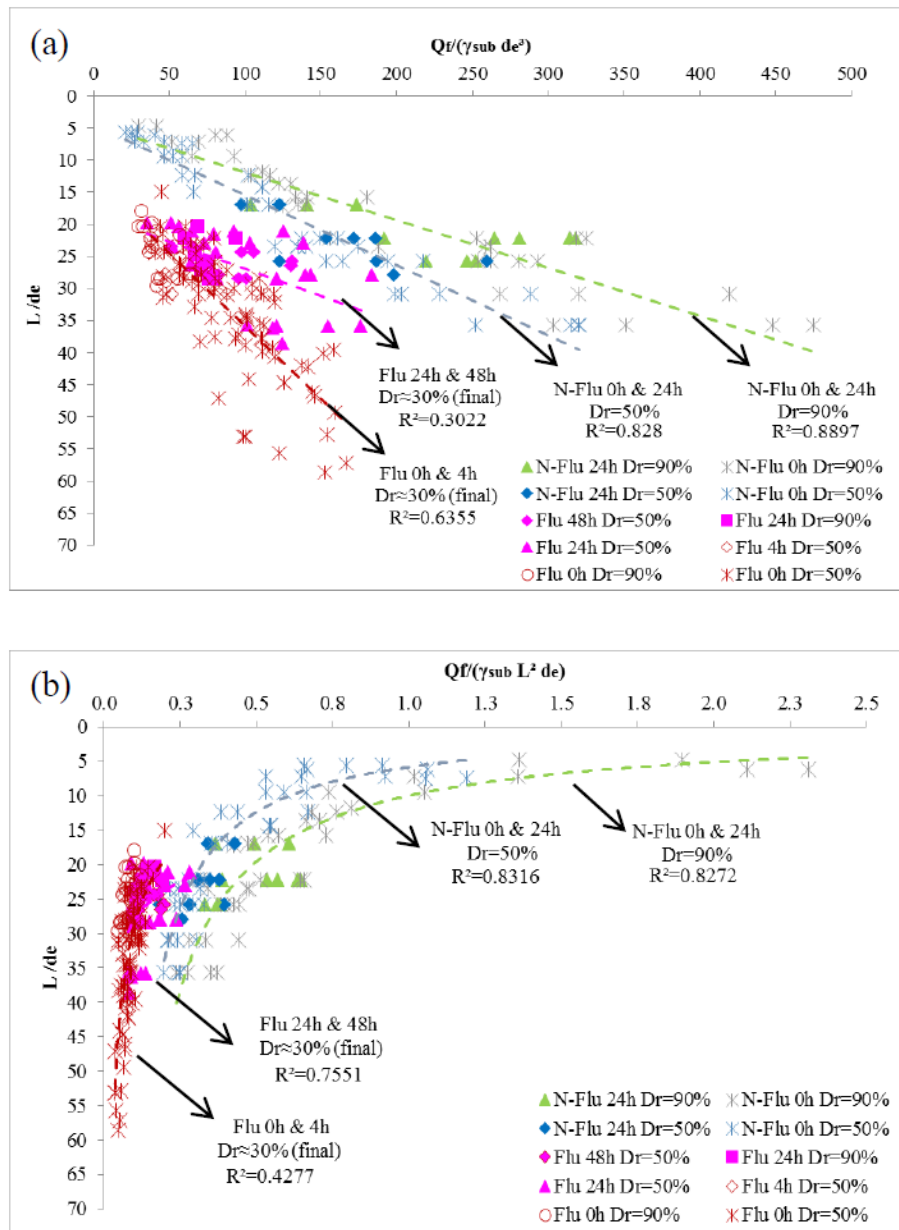 (a)
Qf/(γsub de³)
0 50 100 150 200 250 300 350 400 450 500
0
5
10
15
20
25
30
35
40
45
50
55
60
65
70
L /de
Flu 24h & 48h
Dr≈30% (final)
R²=0.3022
N-Flu 0h & 24h
Dr=50%
R²=0.828
N-Flu 0h & 24h
Dr=90%
R²=0.8897
Flu 0h & 4h
Dr≈30% (final)
R²=0.6355
N-Flu 24h Dr=90% N-Flu 0h Dr=90%
N-Flu 24h Dr=50% N-Flu 0h Dr=50%
Flu 48h Dr=50% Flu 24h Dr=90%
Flu 24h Dr=50% Flu 4h Dr=50%
Flu 0h Dr=90% Flu 0h Dr=50%
(b)
Qf/(γsub L² de)
0.0 0.3 0.5 0.8 1.0 1.3 1.5 1.8 2.0 2.3 2.5
0
5
10
15
20
25
30
35
40
45
50
55
60
65
70
L /de
N-Flu 0h & 24h
Dr=50%
R²=0.8316
N-Flu 0h & 24h
Dr=90%
R²=0.8272
Flu 24h & 48h
Dr≈30% (final)
R²=0.7551
Flu 0h & 4h
Dr≈30% (final)
R²=0.4277
N-Flu 24h Dr=90% N-Flu 0h Dr=90%
N-Flu 24h Dr=50% N-Flu 0h Dr=50%
Flu 48h Dr=50% Flu 24h Dr=90%
Flu 24h Dr=50% Flu 4h Dr=50%
Flu 0h Dr=90% Flu 0h Dr=50%